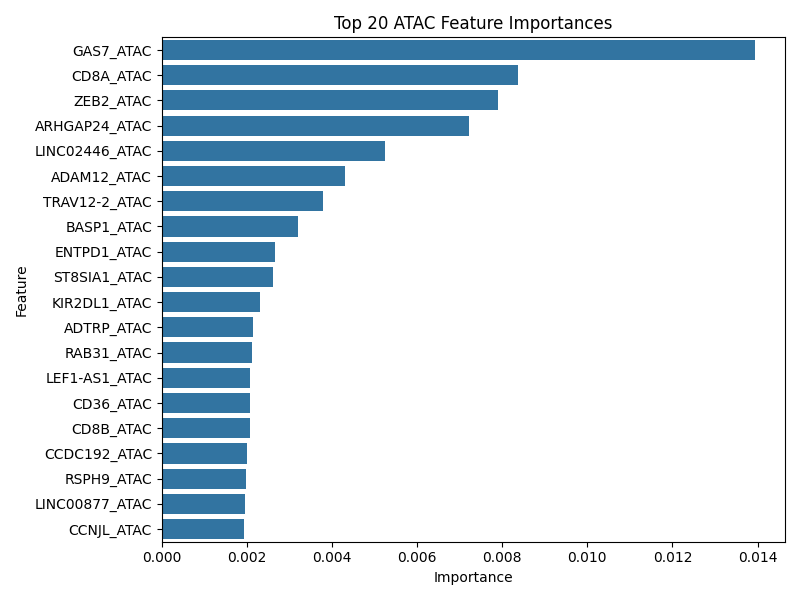 Top 20 ATAC Feature Importances
Feature
GAS7_ATAC
CD8A_ATAC
ZEB2_ATAC
ARHGAP24_ATAC
LINC02446_ATAC
ADAM12_ATAC
TRAV12-2_ATAC
BASP1_ATAC
ENTPD1_ATAC
ST8SIA1_ATAC
KIR2DL1_ATAC
ADTRP_ATAC
RAB31_ATAC
LEF1-AS1_ATAC
CD36_ATAC
CD8B_ATAC
CCDC192_ATAC
RSPH9_ATAC
LINC00877_ATAC
CCNJL_ATAC
0.000 0.002 0.004 0.006 0.008 0.010 0.012 0.014
Importance